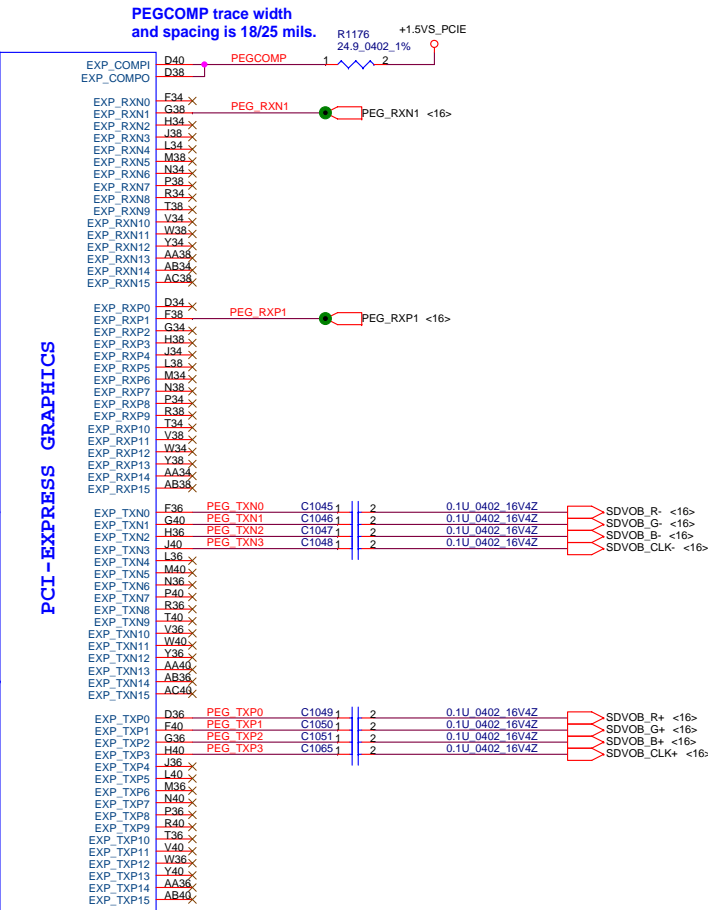 PEGCOMP trace width
and spacing is 18/25 mils.
R1176
24.9_0402_1%
+1.5VS_PCIE
EXP_COMPI D40 PEGCOMP 1 2
EXP_COMPO D38
EXP_RXN0 F34
EXP_RXN1 G38 PEG_RXN1 PEG_RXN1 <16>
EXP_RXN2 H34
EXP_RXN3 J38
EXP_RXN4 L34
EXP_RXN5 M38
EXP_RXN6 N34
EXP_RXN7 P38
EXP_RXN8 R34
EXP_RXN9 T38
EXP_RXN10 V34
EXP_RXN11 W38
EXP_RXN12 Y34
EXP_RXN13 AA38
EXP_RXN14 AB34
EXP_RXN15 AC38
EXP_RXP0 D34
EXP_RXP1 F38 PEG_RXP1 PEG_RXP1 <16>
EXP_RXP2 G34
EXP_RXP3 H38
EXP_RXP4 J34
EXP_RXP5 L38
EXP_RXP6 M34
EXP_RXP7 N38
EXP_RXP8 P34
EXP_RXP9 R38
EXP_RXP10 T34
EXP_RXP11 V38
EXP_RXP12 W34
EXP_RXP13 Y38
EXP_RXP14 AA34
EXP_RXP15 AB38
PCI-EXPRESS GRAPHICS
EXP_TXN0 F36 PEG_TXN0 C1045 1 2 0.1U_0402_16V4Z SDVOB_R- <16>
EXP_TXN1 G40 PEG_TXN1 C1046 1 2 0.1U_0402_16V4Z SDVOB_G- <16>
EXP_TXN2 H36 PEG_TXN2 C1047 1 2 0.1U_0402_16V4Z SDVOB_B- <16>
EXP_TXN3 J40 PEG_TXN3 C1048 1 2 0.1U_0402_16V4Z SDVOB_CLK- <16>
EXP_TXN4 L36
EXP_TXN5 M40
EXP_TXN6 N36
EXP_TXN7 P40
EXP_TXN8 R36
EXP_TXN9 T40
EXP_TXN10 V36
EXP_TXN11 W40
EXP_TXN12 Y36
EXP_TXN13 AA40
EXP_TXN14 AB36
EXP_TXN15 AC40
EXP_TXP0 D36 PEG_TXP0 C1049 1 2 0.1U_0402_16V4Z SDVOB_R+ <16>
EXP_TXP1 F40 PEG_TXP1 C1050 1 2 0.1U_0402_16V4Z SDVOB_G+ <16>
EXP_TXP2 G36 PEG_TXP2 C1051 1 2 0.1U_0402_16V4Z SDVOB_B+ <16>
EXP_TXP3 H40 PEG_TXP3 C1065 1 2 0.1U_0402_16V4Z SDVOB_CLK+ <16>
EXP_TXP4 J36
EXP_TXP5 L40
EXP_TXP6 M36
EXP_TXP7 N40
EXP_TXP8 P36
EXP_TXP9 R40
EXP_TXP10 T36
EXP_TXP11 V40
EXP_TXP12 W36
EXP_TXP13 Y40
EXP_TXP14 AA36
EXP_TXP15 AB40